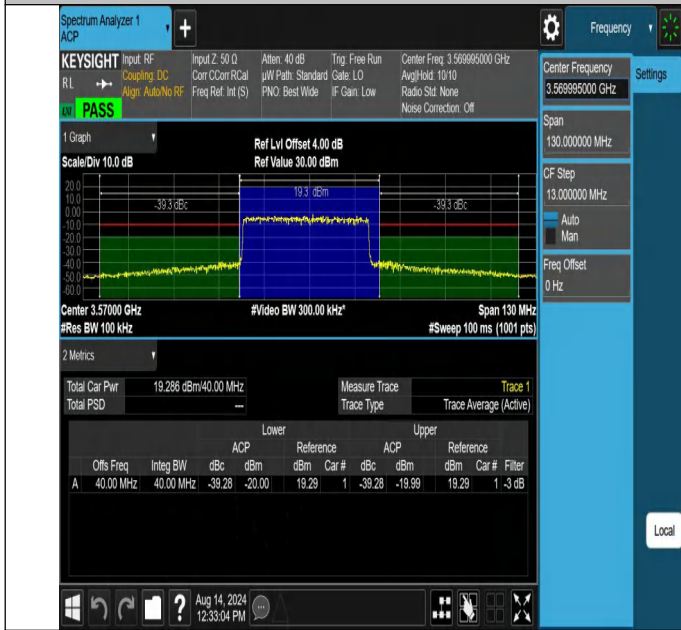 Spectrum Analyzer 1
ACP
Frequency
KEYSIGHT
Input: RF
Coupling: DC
Align: Auto/No RF
Input Z: 50 Ω
Corr CCorr RCal
Freq Ref: Int (S)
Atten: 40 dB
µW Path: Standard
PNO: Best Wide
Trig: Free Run
Gate: LO
IF Gain: Low
Center Freq: 3.569995000 GHz
Avg|Hold: 10/10
Radio Std: None
Noise Correction: Off
RL
PASS
Center Frequency
3.569995000 GHz
Settings
Span
130.000000 MHz
CF Step
13.000000 MHz
Auto
Man
Freq Offset
0 Hz
1 Graph
Scale/Div 10.0 dB
Ref Lvl Offset 4.00 dB
Ref Value 30.00 dBm
20.0
10.0
0.00
-10.0
-20.0
-30.0
-40.0
-50.0
-60.0
-39.3 dBc
19.3 dBm
-39.3 dBc
Center 3.57000 GHz
#Video BW 300.00 kHz*
Span 130 MHz
#Res BW 100 kHz
#Sweep 100 ms (1001 pts)
2 Metrics
Total Car Pwr 19.286 dBm/40.00 MHz
Total PSD ---
Measure Trace Trace 1
Trace Type Trace Average (Active)
Lower Upper
ACP Reference ACP Reference
Offs Freq Integ BW dBc dBm dBm Car # dBc dBm dBm Car # Filter
A 40.00 MHz 40.00 MHz -39.28 -20.00 19.29 1 -39.28 -19.99 19.29 1 -3 dB
Local
Aug 14, 2024
12:33:04 PM